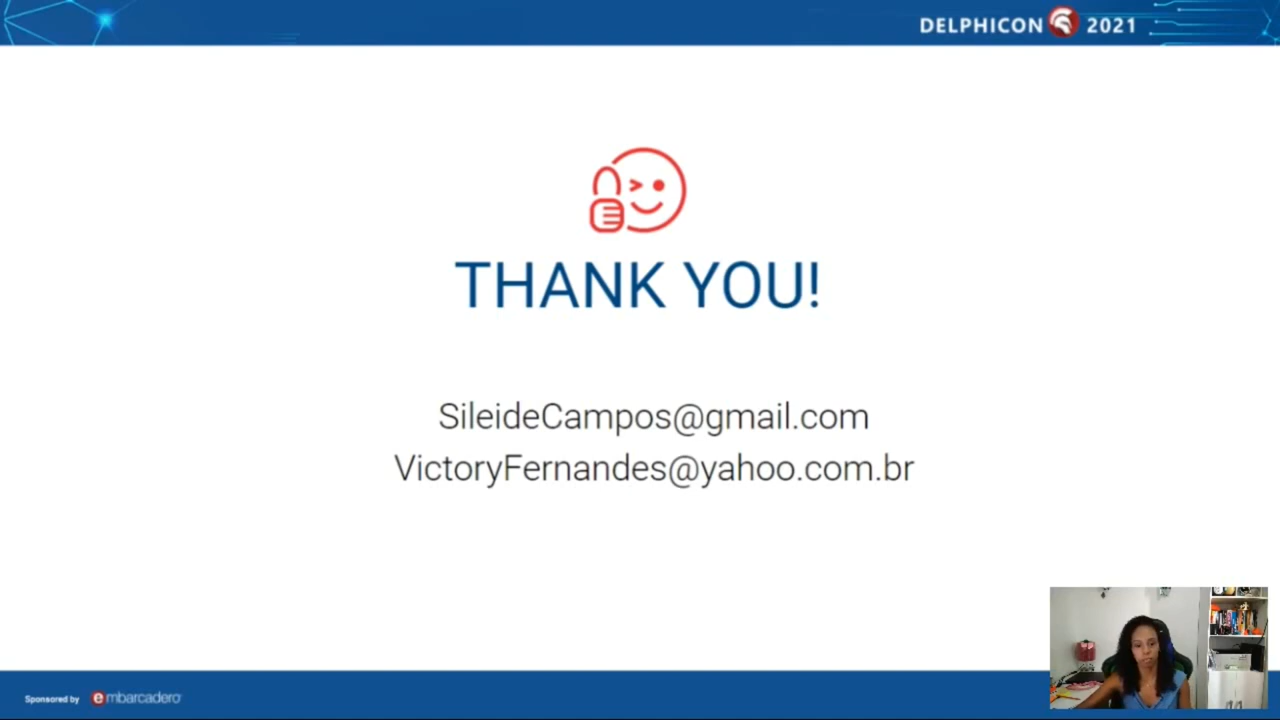 DELPHICON 2021
THANK YOU!
SileideCampos@gmail.com
VictoryFernandes@yahoo.com.br
Sponsored by embarcadero